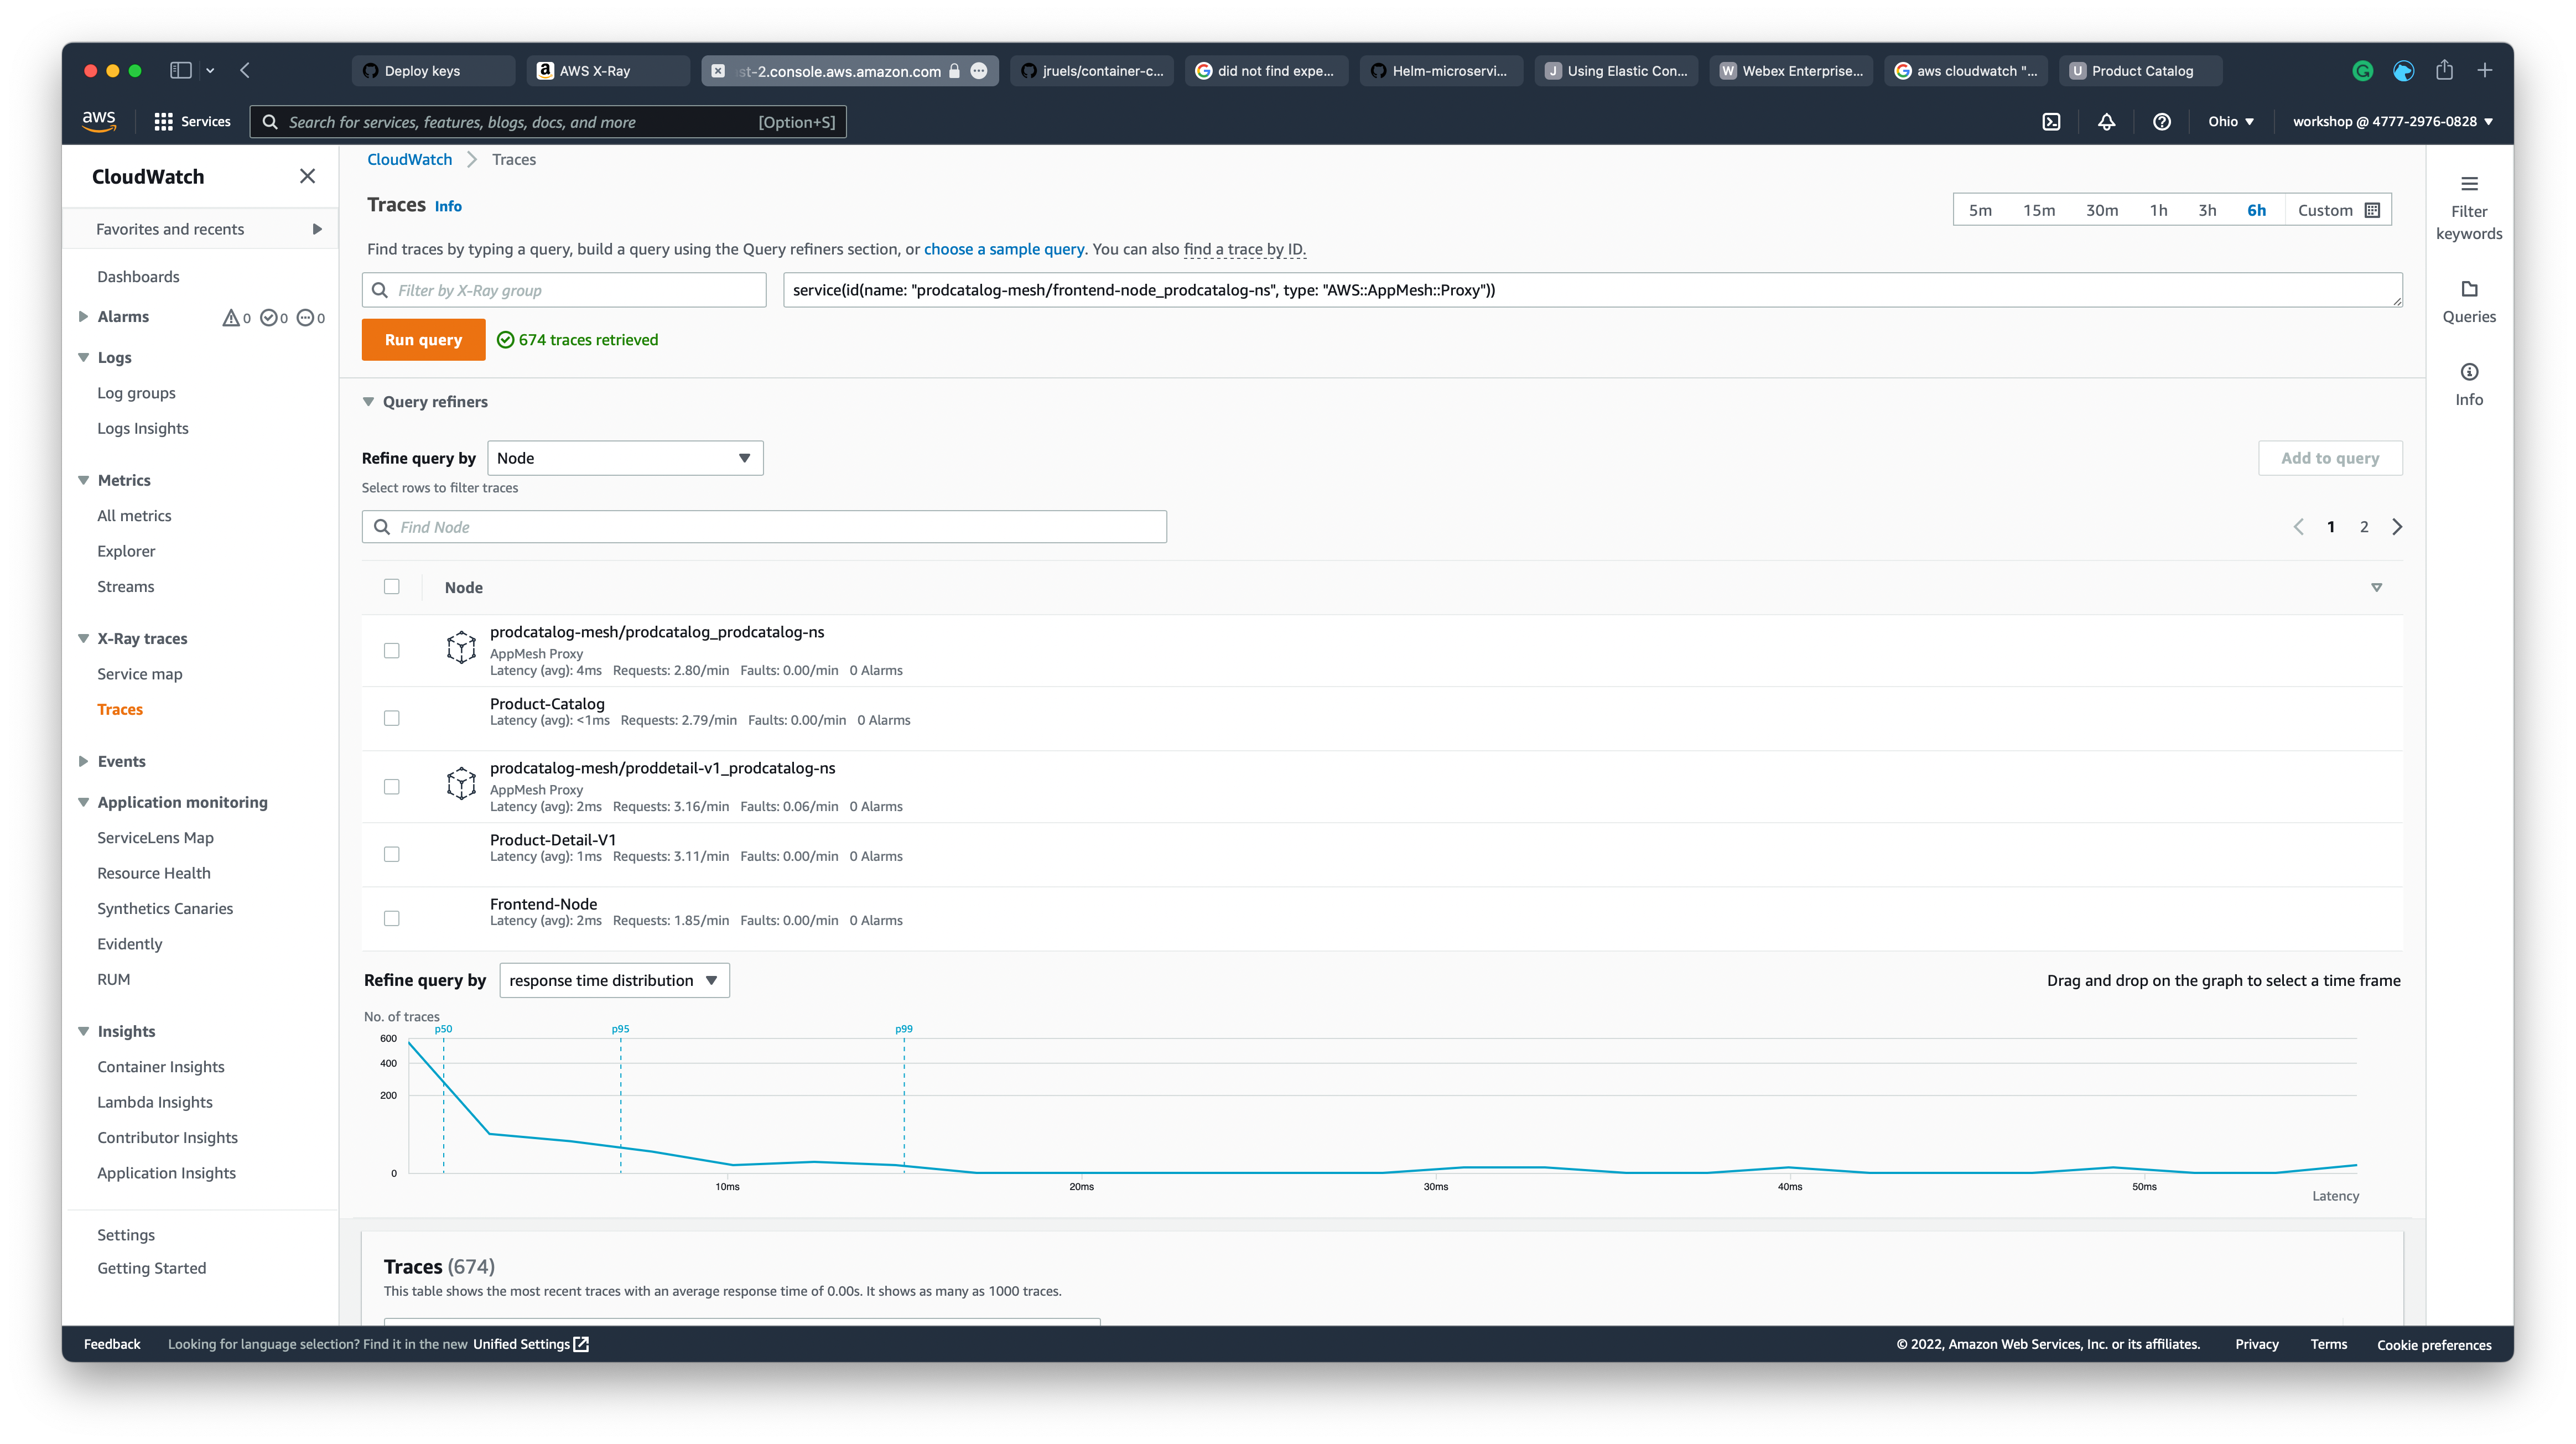 Deploy keys
AWS X-Ray
st-2.console.aws.amazon.com
jruels/container-c...
did not find expe...
Helm-microservi...
Using Elastic Con...
Webex Enterprise...
aws cloudwatch "...
Product Catalog
aws
Services
Search for services, features, blogs, docs, and more
[Option+S]
Ohio
workshop @ 4777-2976-0828
CloudWatch
Favorites and recents
Dashboards
Alarms
0
0
0
Logs
Log groups
Logs Insights
Metrics
All metrics
Explorer
Streams
X-Ray traces
Service map
Traces
Events
Application monitoring
ServiceLens Map
Resource Health
Synthetics Canaries
Evidently
RUM
Insights
Container Insights
Lambda Insights
Contributor Insights
Application Insights
Settings
Getting Started
CloudWatch
Traces
Traces
Info
5m
15m
30m
1h
3h
6h
Custom
Find traces by typing a query, build a query using the Query refiners section, or choose a sample query. You can also find a trace by ID.
Filter by X-Ray group
service(id(name: "prodcatalog-mesh/frontend-node_prodcatalog-ns", type: "AWS::AppMesh::Proxy"))
Run query
674 traces retrieved
Query refiners
Refine query by
Node
Add to query
Select rows to filter traces
Find Node
1
2
Node
prodcatalog-mesh/prodcatalog_prodcatalog-ns
AppMesh Proxy
Latency (avg): 4ms Requests: 2.80/min Faults: 0.00/min 0 Alarms
Product-Catalog
Latency (avg): <1ms Requests: 2.79/min Faults: 0.00/min 0 Alarms
prodcatalog-mesh/proddetail-v1_prodcatalog-ns
AppMesh Proxy
Latency (avg): 2ms Requests: 3.16/min Faults: 0.06/min 0 Alarms
Product-Detail-V1
Latency (avg): 1ms Requests: 3.11/min Faults: 0.00/min 0 Alarms
Frontend-Node
Latency (avg): 2ms Requests: 1.85/min Faults: 0.00/min 0 Alarms
Refine query by
response time distribution
Drag and drop on the graph to select a time frame
No. of traces
p50
p95
p99
600
400
200
0
10ms
20ms
30ms
40ms
50ms
Latency
Traces (674)
This table shows the most recent traces with an average response time of 0.00s. It shows as many as 1000 traces.
Filter
keywords
Queries
Info
Feedback
Looking for language selection? Find it in the new Unified Settings
© 2022, Amazon Web Services, Inc. or its affiliates.
Privacy
Terms
Cookie preferences